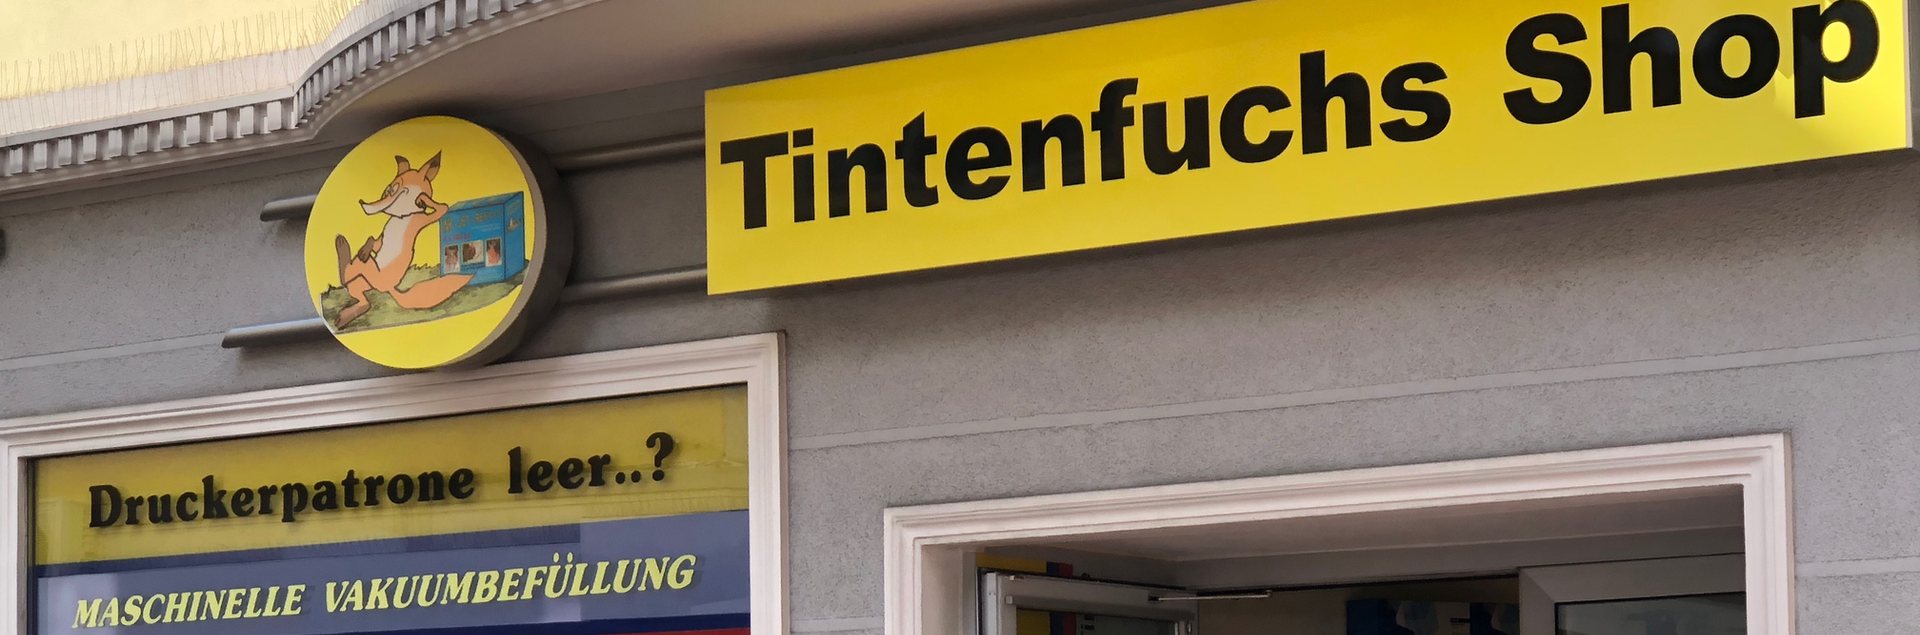 Tintenfuchs Shop
Druckerpatrone leer..?
MASCHINELLE VAKUUMBEFÜLLUNG